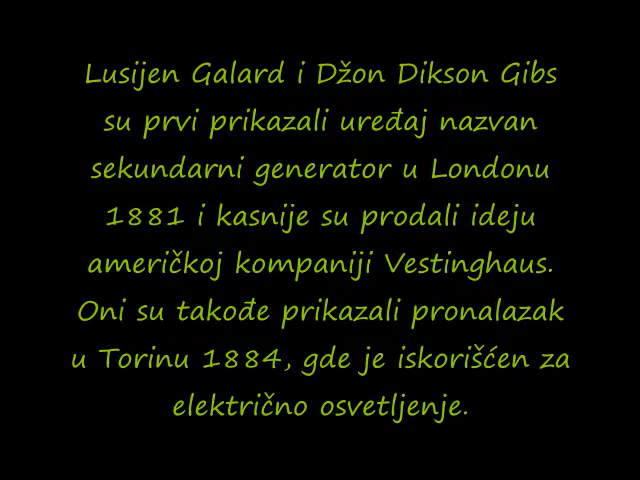 Lusijen Galard i Džon Dikson Gibs
su prvi prikazali uređaj nazvan
sekundarni generator u Londonu
1881 i kasnije su prodali ideju
američkoj kompaniji Vestinghaus.
Oni su takođe prikazali pronalazak
u Torinu 1884, gde je iskorišćen za
električno osvetljenje.